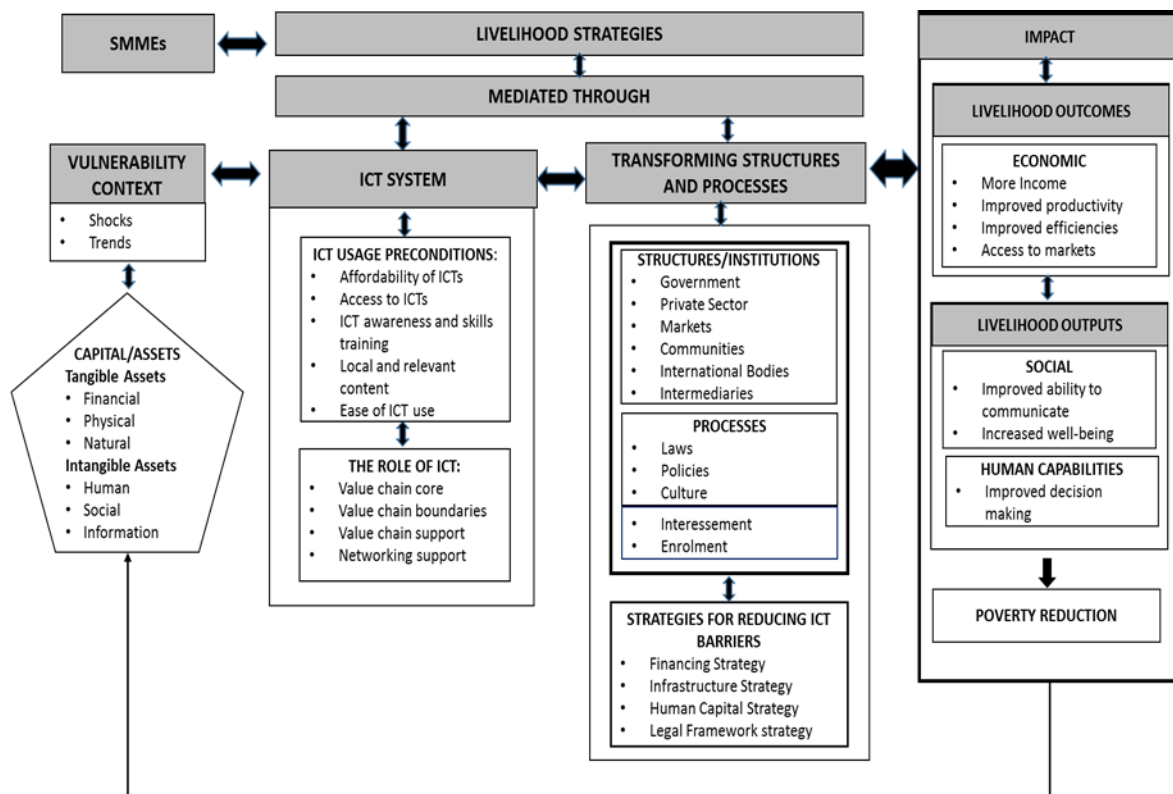 SMMEs
LIVELIHOOD STRATEGIES
MEDIATED THROUGH
VULNERABILITY
CONTEXT
• Shocks
• Trends
CAPITAL/ASSETS
Tangible Assets
• Financial
• Physical
• Natural
Intangible Assets
• Human
• Social
• Information
ICT SYSTEM
ICT USAGE PRECONDITIONS:
• Affordability of ICTs
• Access to ICTs
• ICT awareness and skills
training
• Local and relevant
content
• Ease of ICT use
THE ROLE OF ICT:
• Value chain core
• Value chain boundaries
• Value chain support
• Networking support
TRANSFORMING STRUCTURES
AND PROCESSES
STRUCTURES/INSTITUTIONS
• Government
• Private Sector
• Markets
• Communities
• International Bodies
• Intermediaries
PROCESSES
• Laws
• Policies
• Culture
• Interessement
• Enrolment
STRATEGIES FOR REDUCING ICT
BARRIERS
• Financing Strategy
• Infrastructure Strategy
• Human Capital Strategy
• Legal Framework strategy
IMPACT
LIVELIHOOD OUTCOMES
ECONOMIC
• More Income
• Improved productivity
• Improved efficiencies
• Access to markets
LIVELIHOOD OUTPUTS
SOCIAL
• Improved ability to
communicate
• Increased well-being
HUMAN CAPABILITIES
• Improved decision
making
POVERTY REDUCTION